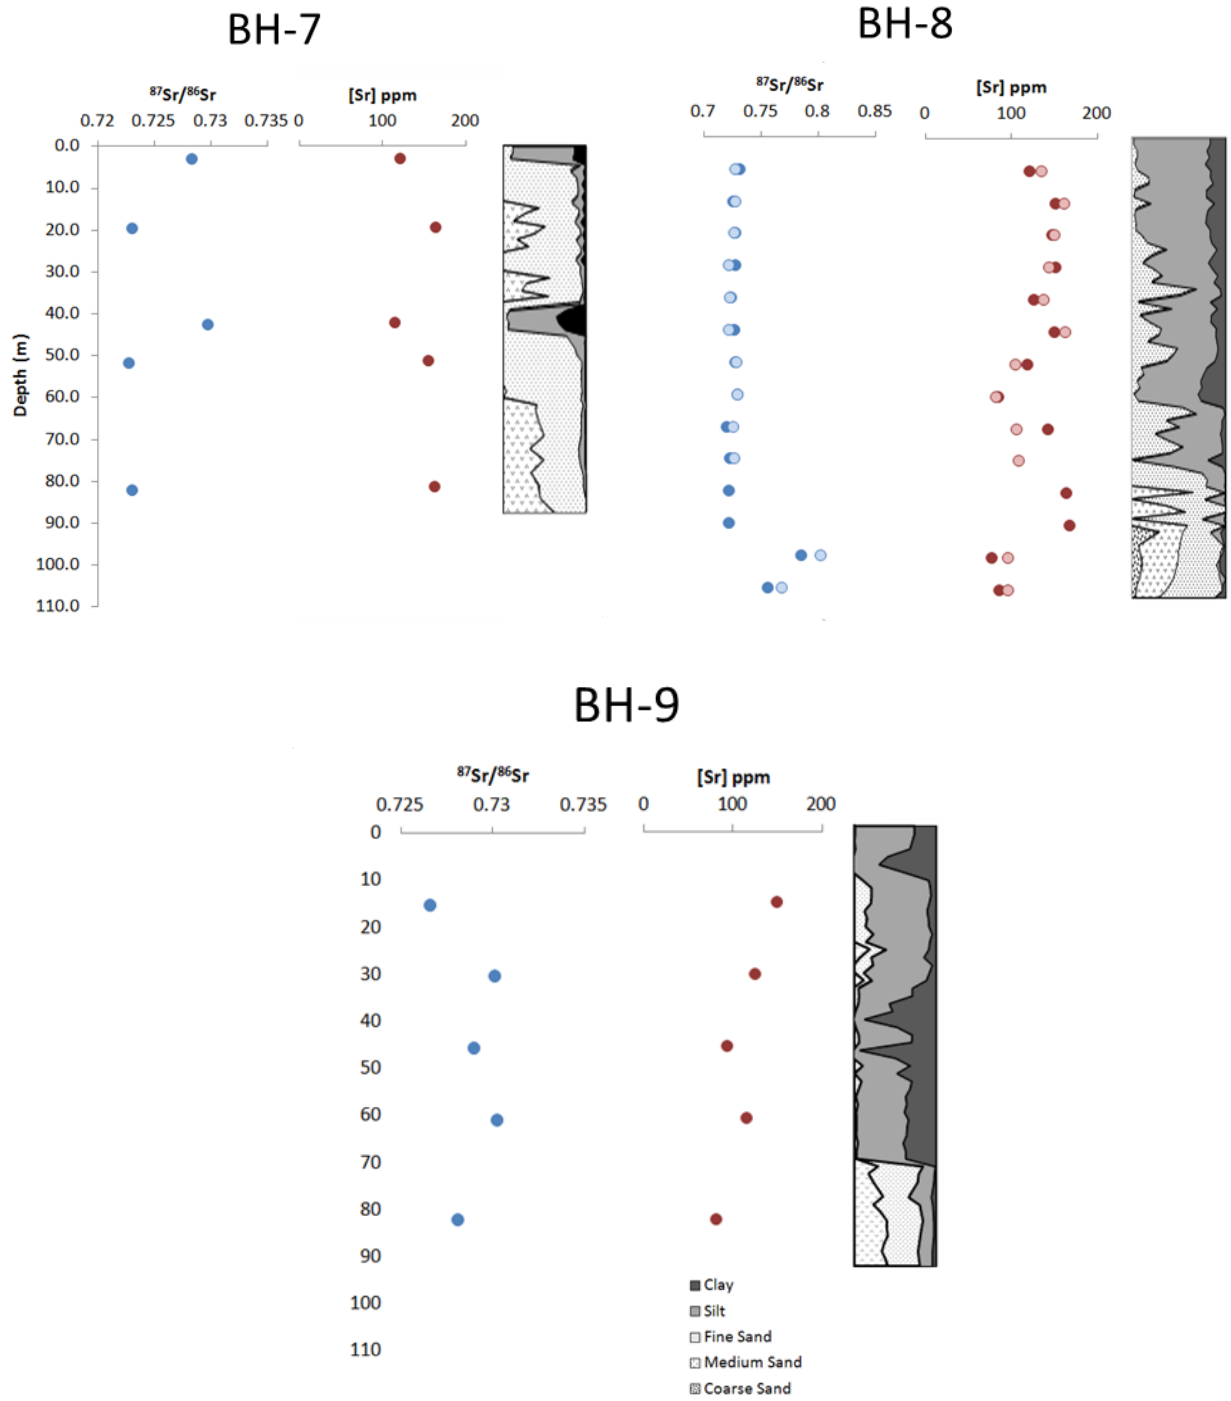 BH-7
BH-8
⁸⁷Sr/⁸⁶Sr
[Sr] ppm
0.72 0.725 0.73 0.735 0 100 200
⁸⁷Sr/⁸⁶Sr
[Sr] ppm
0.7 0.75 0.8 0.85 0 100 200
Depth (m)
0.0
10.0
20.0
30.0
40.0
50.0
60.0
70.0
80.0
90.0
100.0
110.0
BH-9
⁸⁷Sr/⁸⁶Sr
[Sr] ppm
0.725 0.73 0.735 0 100 200
0
10
20
30
40
50
60
70
80
90
100
110
Clay
Silt
Fine Sand
Medium Sand
Coarse Sand